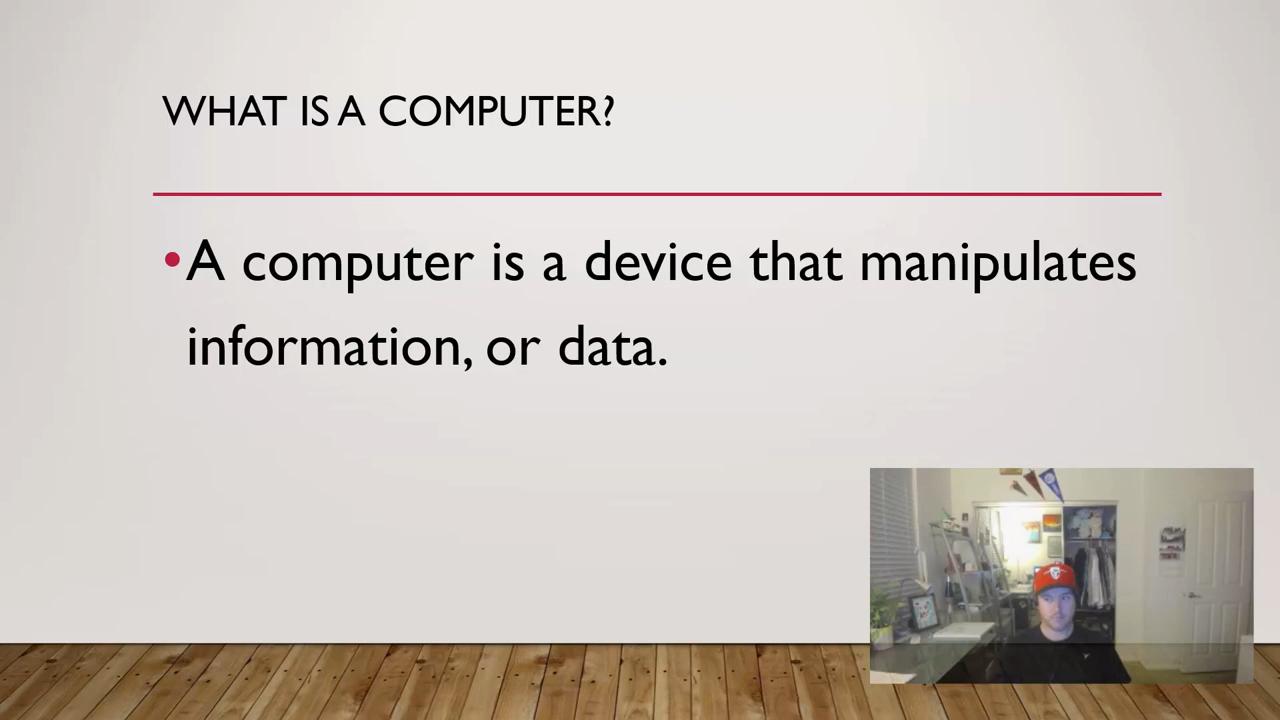 WHAT IS A COMPUTER?
•A computer is a device that manipulates
information, or data.